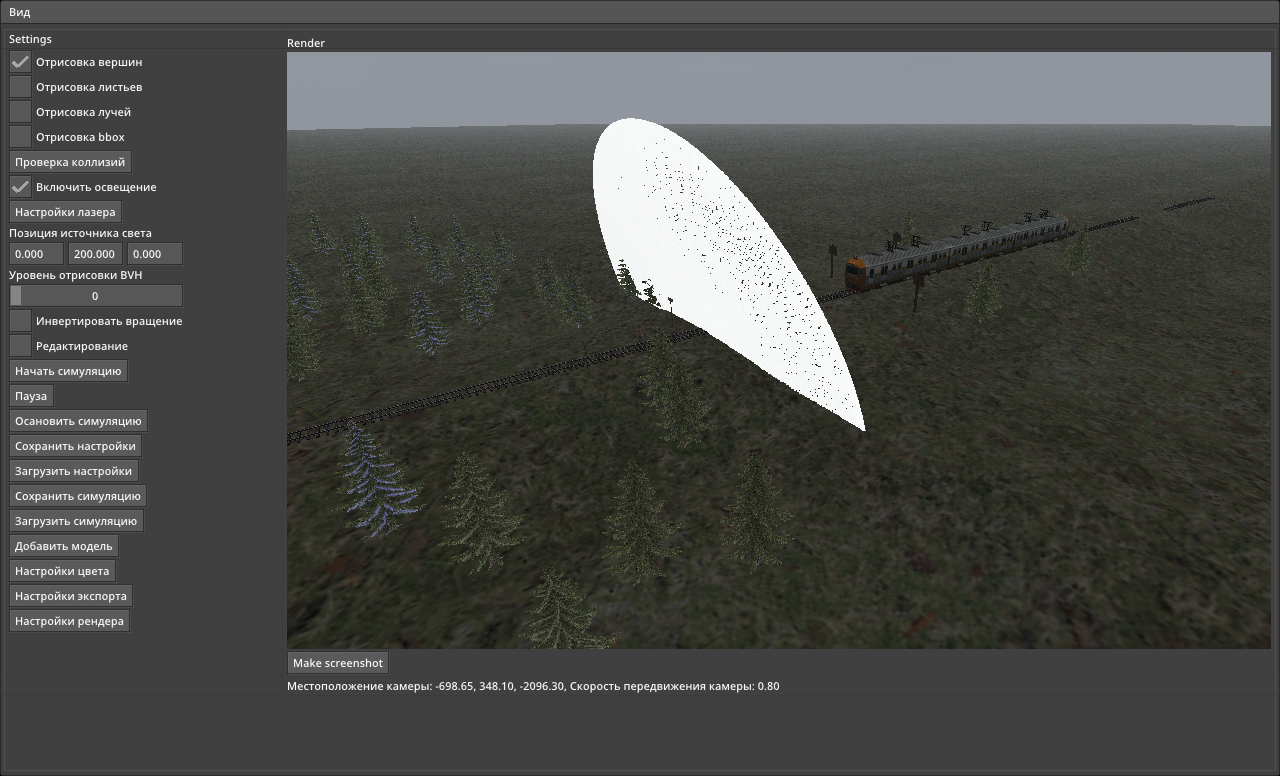 Вид
Settings
Отрисовка вершин
Отрисовка листьев
Отрисовка лучей
Отрисовка bbox
Проверка коллизий
Включить освещение
Настройки лазера
Позиция источника света
0.000 200.000 0.000
Уровень отрисовки BVH
0
Инвертировать вращение
Редактирование
Начать симуляцию
Пауза
Осановить симуляцию
Сохранить настройки
Загрузить настройки
Сохранить симуляцию
Загрузить симуляцию
Добавить модель
Настройки цвета
Настройки экспорта
Настройки рендера
Render
Make screenshot
Местоположение камеры: -698.65, 348.10, -2096.30, Скорость передвижения камеры: 0.80